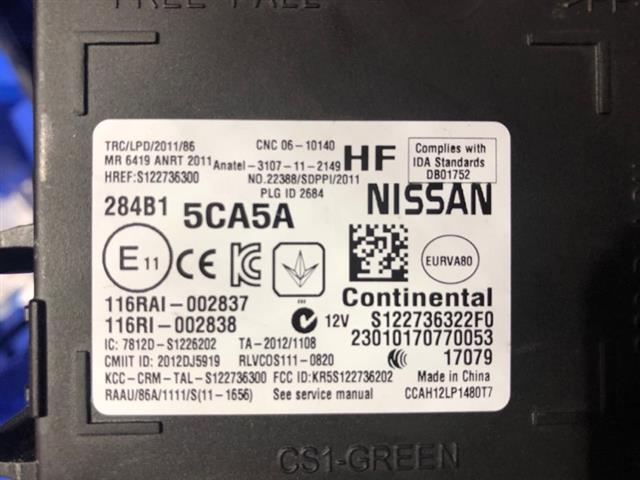 TRC/LPD/2011/86 CNC 06-10140
MR 6419 ANRT 2011 Anatel-3107-11-2149 HF Complies with
HREF:S122736300 NO.22388/SDPPI/2011 IDA Standards
PLG ID 2684 DB01752
284B1 5CA5A NISSAN
E11 CE EURVA80
116RAI-002837 Continental
116RI-002838 12V S122736322F0
IC: 7812D-S1226202 TA-2012/1108 23010170770053
CMIIT ID: 2012DJ5919 RLVCOS111-0820 17079
KCC-CRM-TAL-S122736300 FCC ID:KR5S122736202 Made in China
RAAU/86A/1111/S(11-1656) See service manual CCAH12LP1480T7
CS1-GREEN